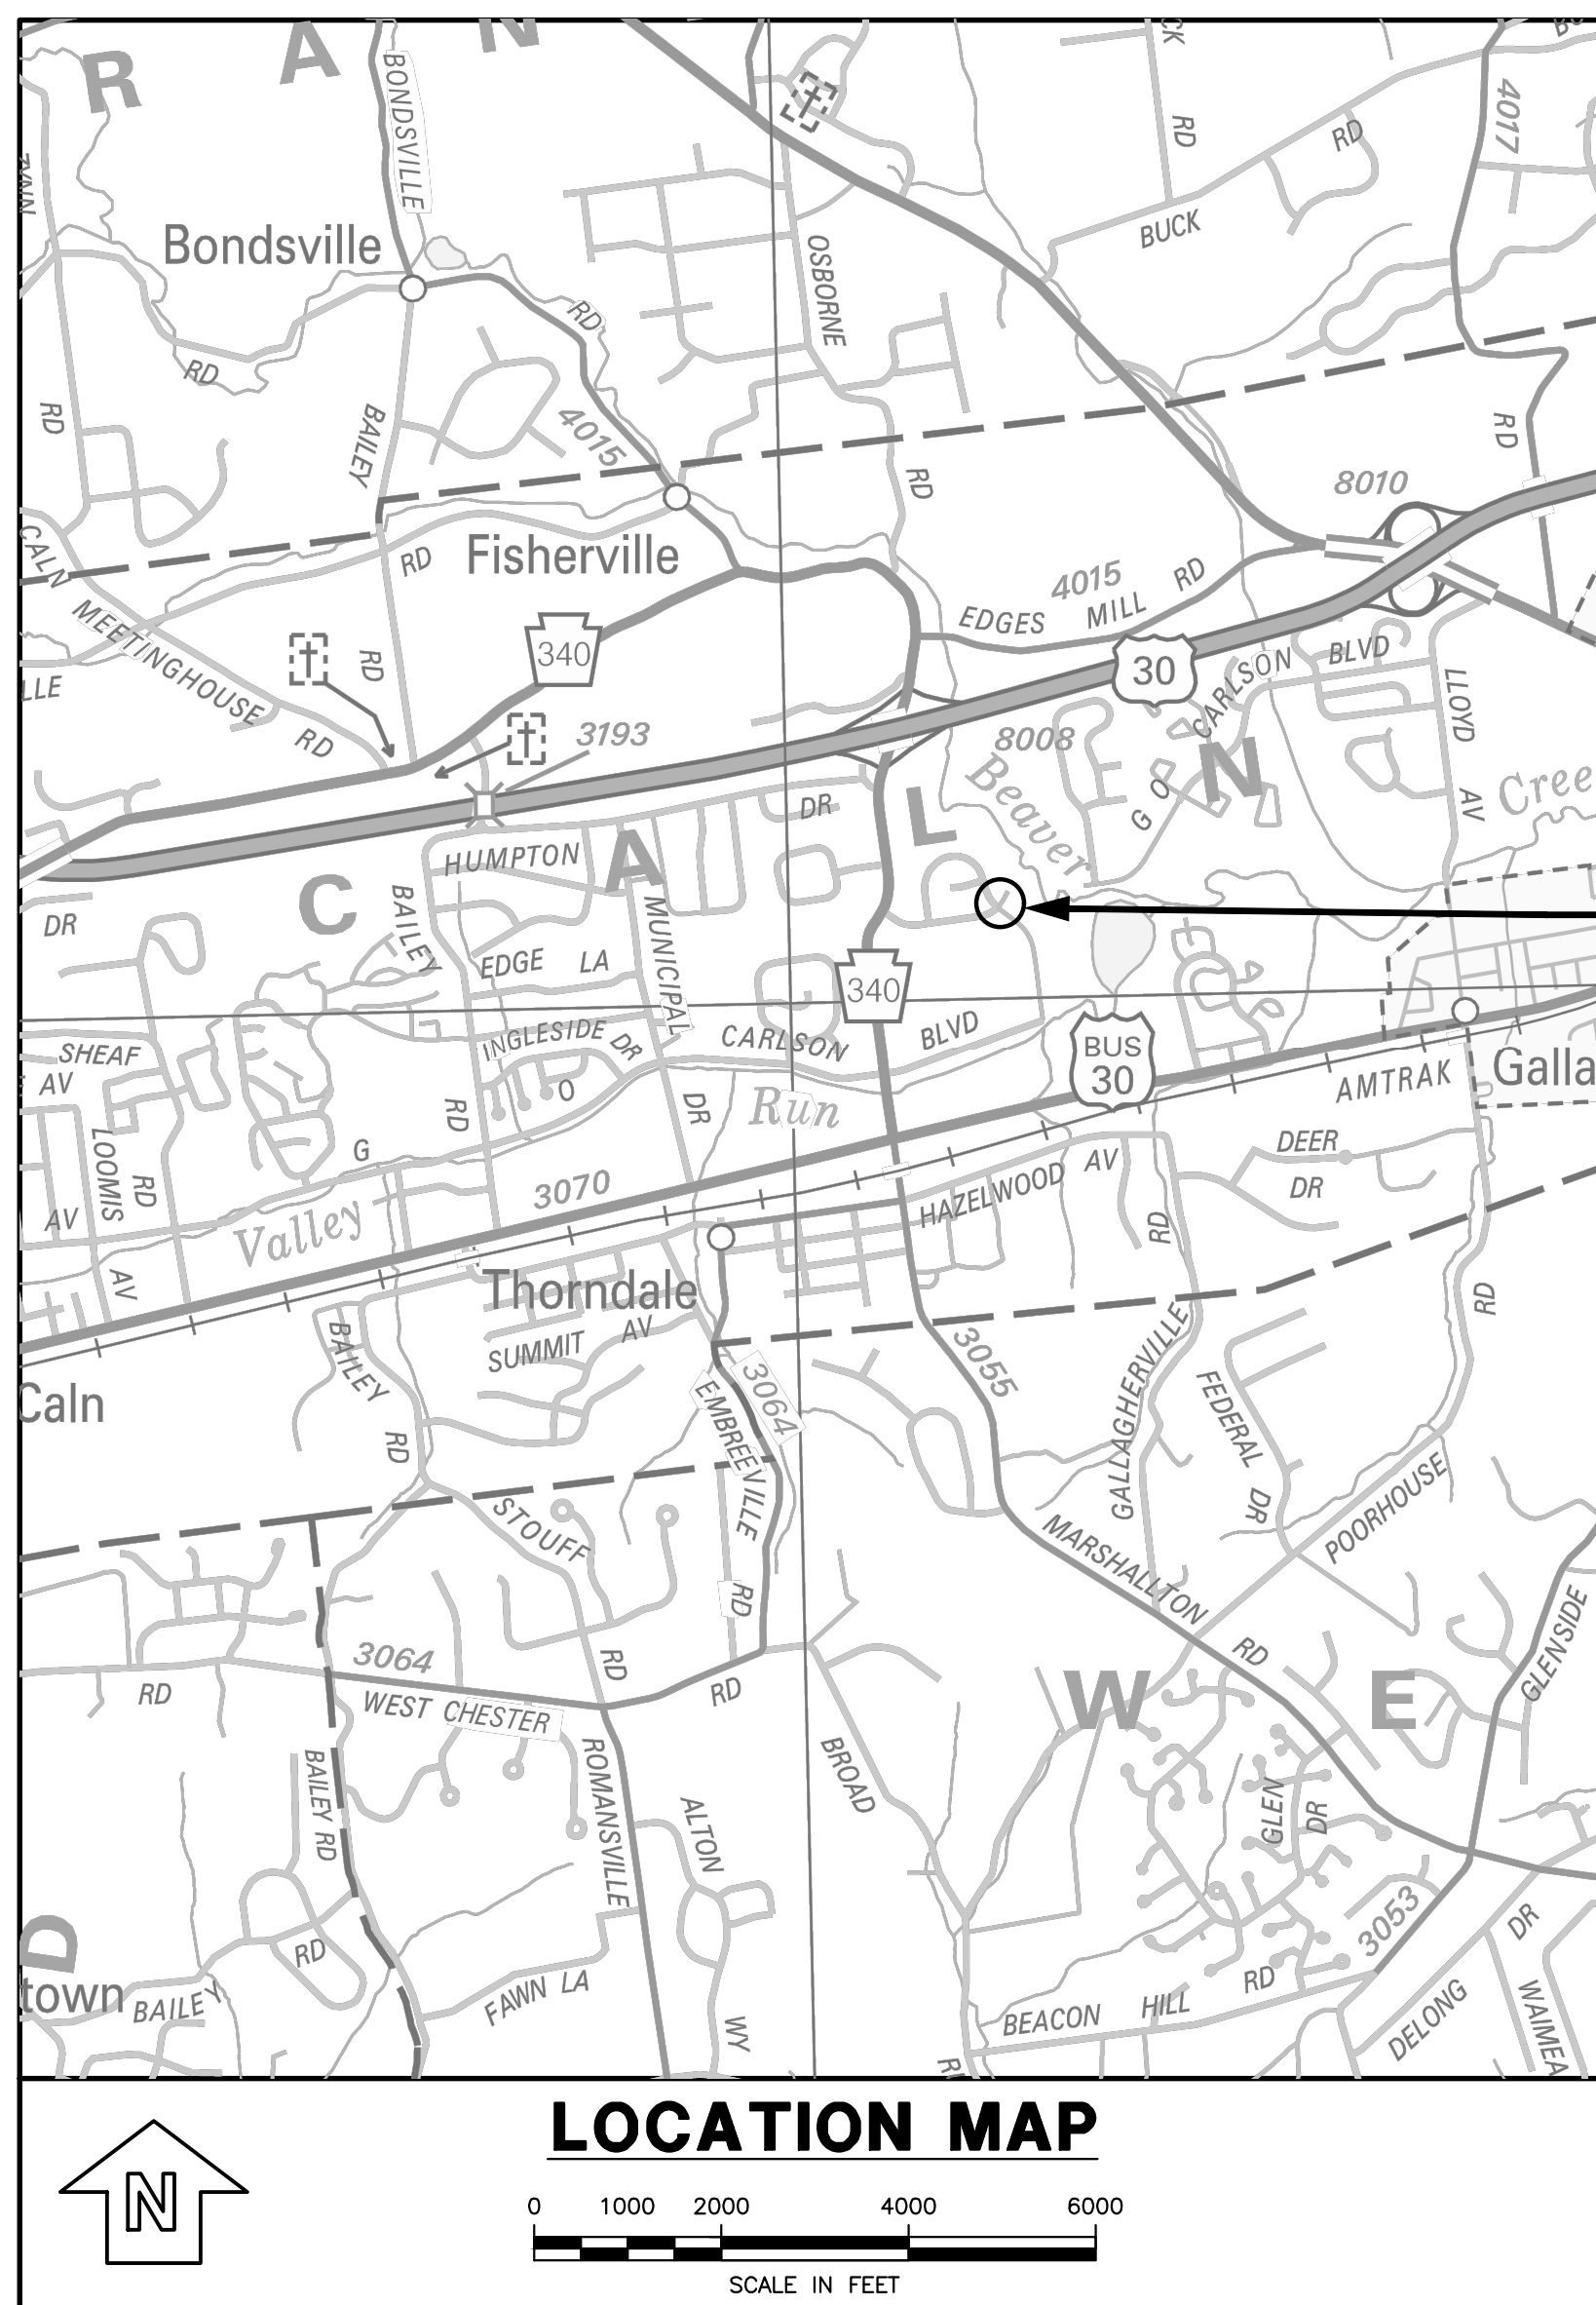 R A N
BONDSVILLE
RD
4017
RD
Bondsville
BUCK
OSBORNE
RD
RD
RD
BAILEY
4015
RD
RD
8010
CALN
Fisherville
RD
4015
RD
EDGES MILL
MEETINGHOUSE
340
RD
30
CARLSON BLVD
LLOYD
RD
3193
8008
N
Beaver
Cree
G O
AV
DR
L
HUMPTON
A
C
BAILEY
MUNICIPAL
DR
EDGE LA
340
INGLESIDE DR
CARLSON BLVD
BUS
30
SHEAF
AV
O
AMTRAK
Galla
RD
DR
Run
LOOMIS
RD
G
DEER
DR
AV
3070
HAZELWOOD AV
RD
Valley
AV
Thorndale
RD
BAILEY
SUMMIT AV
3055
GALLAGHERVILLE
Caln
3064
EMBREEVILLE
FEDERAL
RD
DR
POORHOUSE
STOUFF
MARSHALLTON
RD
RD
GLENSIDE
3064
RD
RD
W E
RD
WEST CHESTER
ROMANSVILLE
BROAD
BAILEY RD
ALTON
GLEN
DR
3053
D
RD
DR
town
BAILEY
FAWN LA
WY
BEACON HILL RD
DELONG
WAIMEA
LOCATION MAP
N
0 1000 2000 4000 6000
SCALE IN FEET